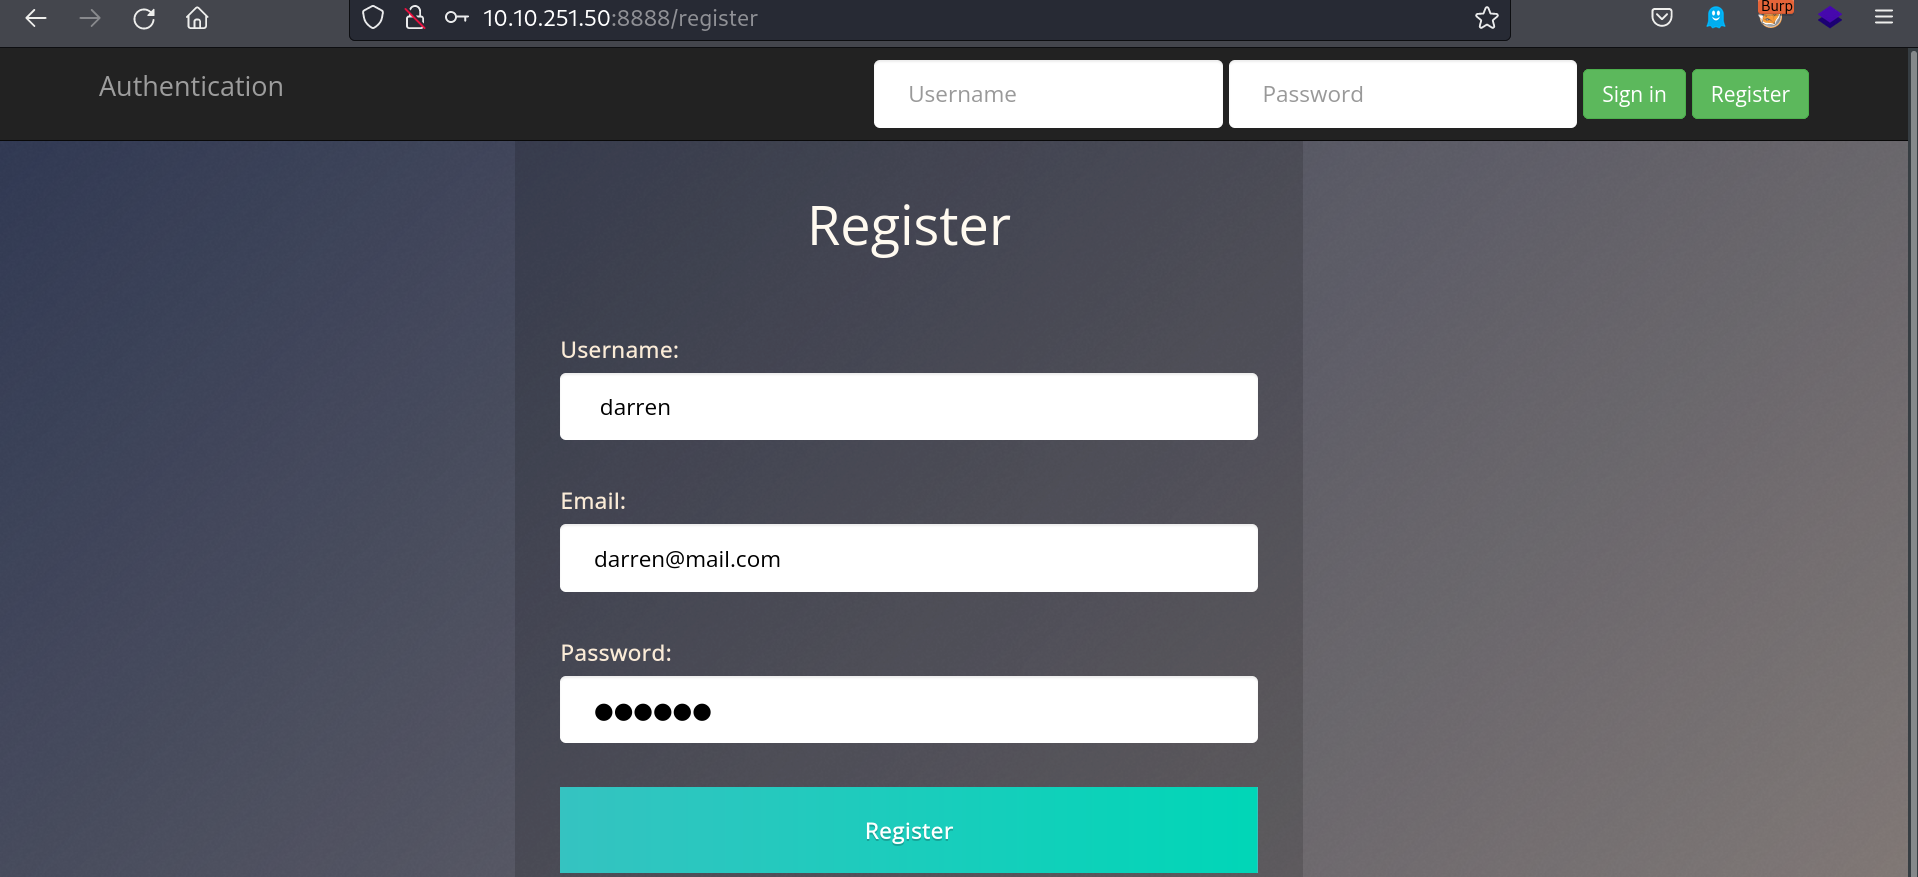 10.10.251.50:8888/register
Burp
Authentication
Username
Password
Sign in
Register
Register
Username:
darren
Email:
darren@mail.com
Password:
●●●●●●
Register